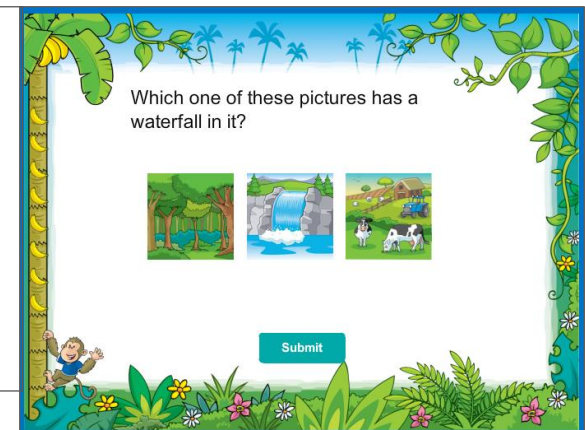 Which one of these pictures has a
waterfall in it?
Submit